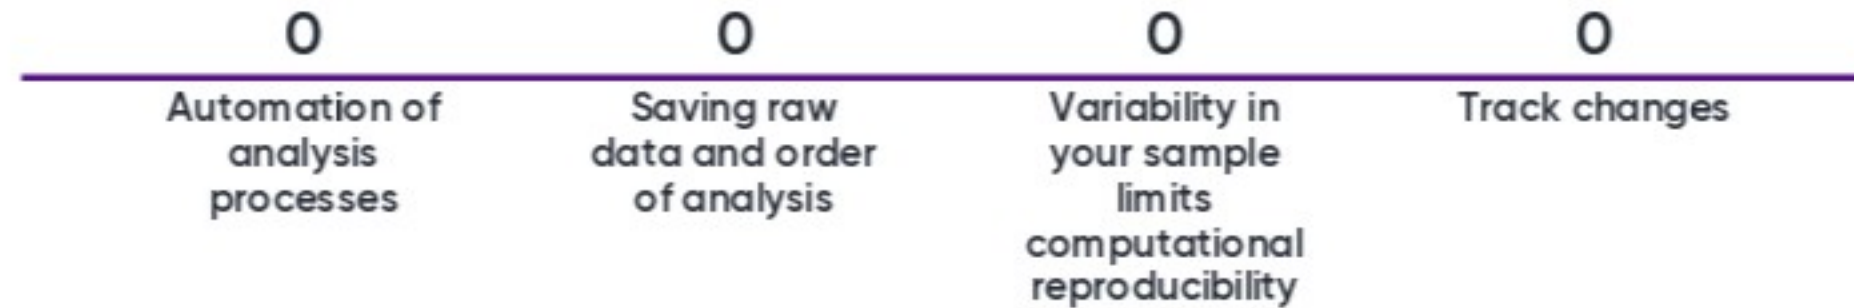 0 0 0 0
Automation of
analysis
processes
Saving raw
data and order
of analysis
Variability in
your sample
limits
computational
reproducibility
Track changes